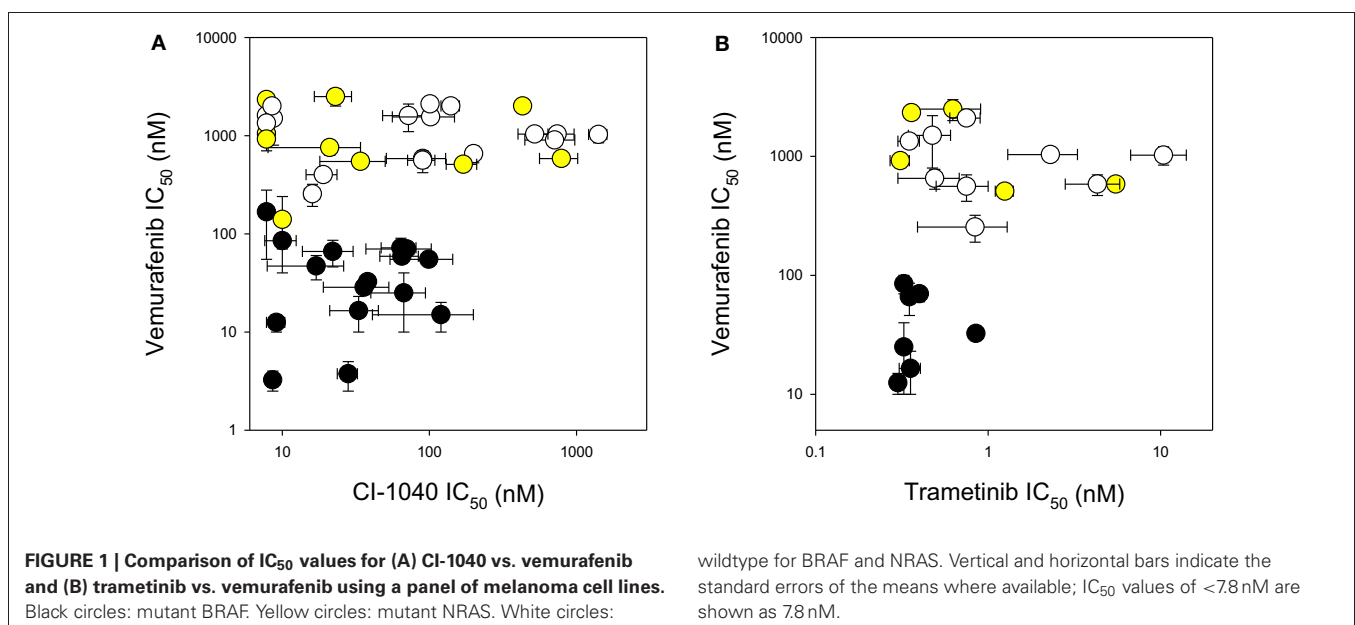 A
10000
1000
100
10
1
Vemurafenib IC50 (nM)
10
100
1000
CI-1040 IC50 (nM)
B
10000
1000
100
10
Vemurafenib IC50 (nM)
0.1
1
10
Trametinib IC50 (nM)
FIGURE 1 | Comparison of IC50 values for (A) CI-1040 vs. vemurafenib
and (B) trametinib vs. vemurafenib using a panel of melanoma cell lines.
Black circles: mutant BRAF. Yellow circles: mutant NRAS. White circles:
wildtype for BRAF and NRAS. Vertical and horizontal bars indicate the
standard errors of the means where available; IC50 values of <7.8 nM are
shown as 7.8 nM.